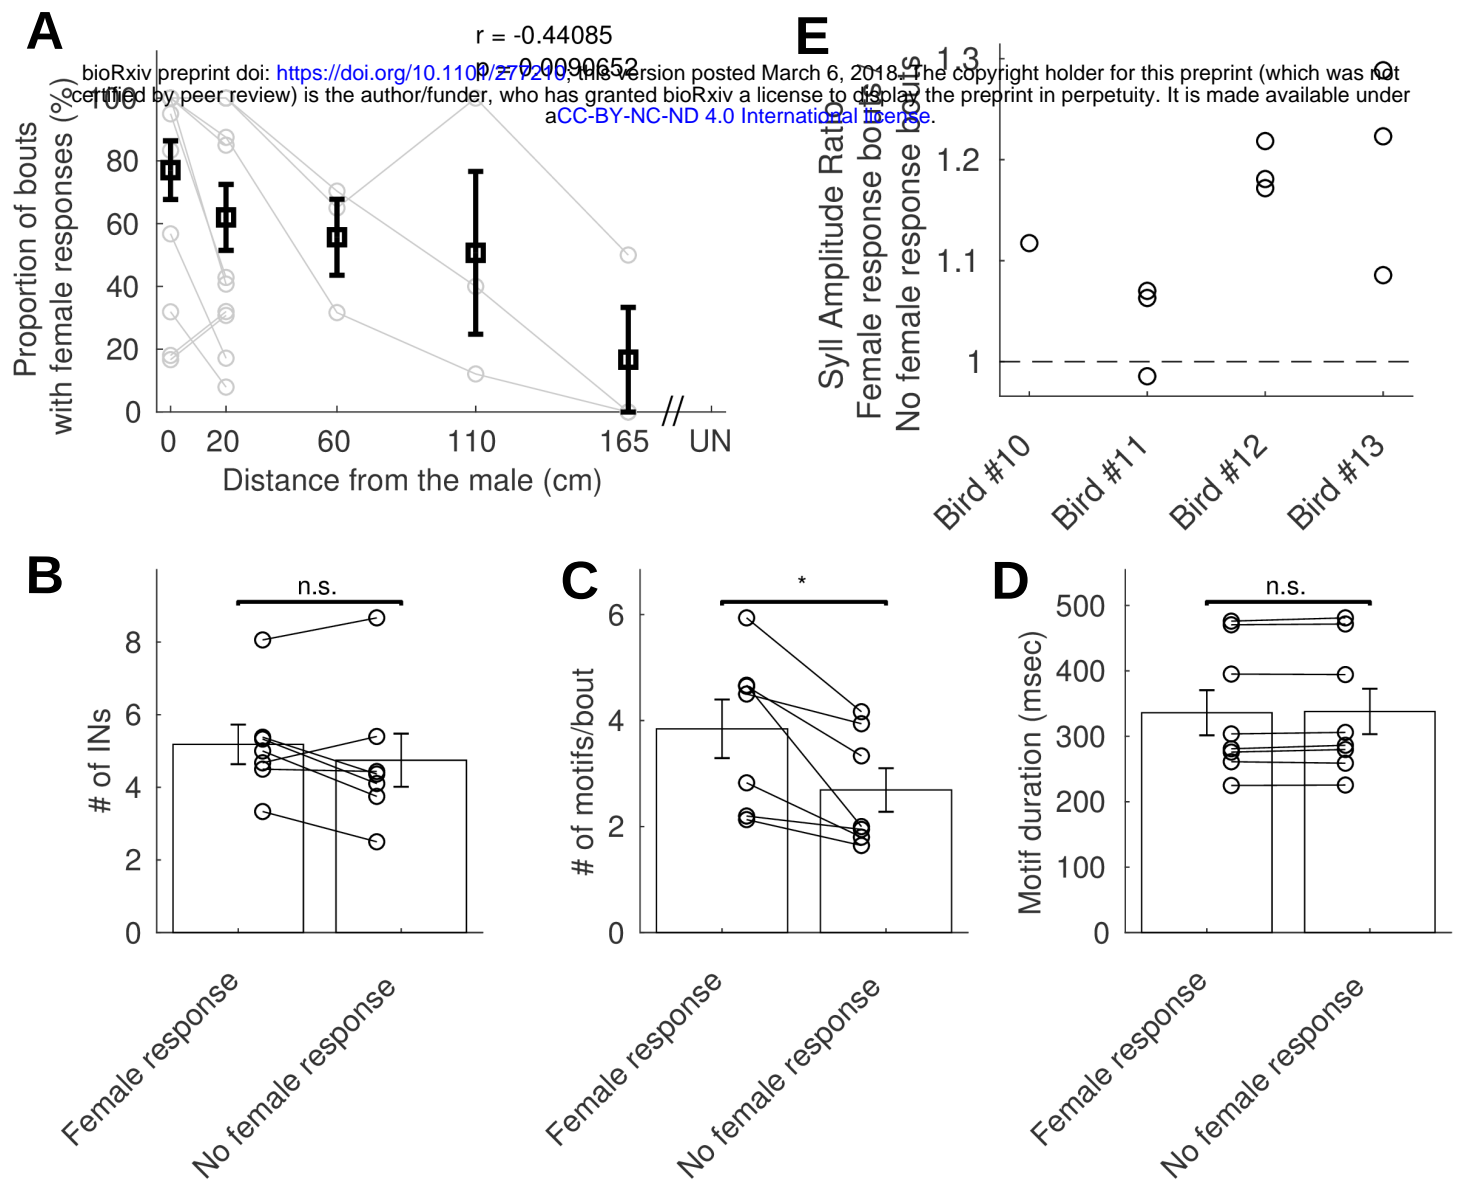 A
r = -0.44085
p = 0.0090652
E
bioRxiv preprint doi: https://doi.org/10.1101/277210; this version posted March 6, 2018. The copyright holder for this preprint (which was not
certified by peer review) is the author/funder, who has granted bioRxiv a license to display the preprint in perpetuity. It is made available under
aCC-BY-NC-ND 4.0 International license.
Proportion of bouts
with female responses (%)
100
80
60
40
20
0
0 20 60 110 165 UN
Distance from the male (cm)
Syll Amplitude Ratio
Female response bouts /
No female response bouts
1.3
1.2
1.1
1
Bird #10
Bird #11
Bird #12
Bird #13
B
n.s.
# of INs
8
6
4
2
0
Female response
No female response
C
*
# of motifs/bout
6
4
2
0
Female response
No female response
D
n.s.
Motif duration (msec)
500
400
300
200
100
0
Female response
No female response